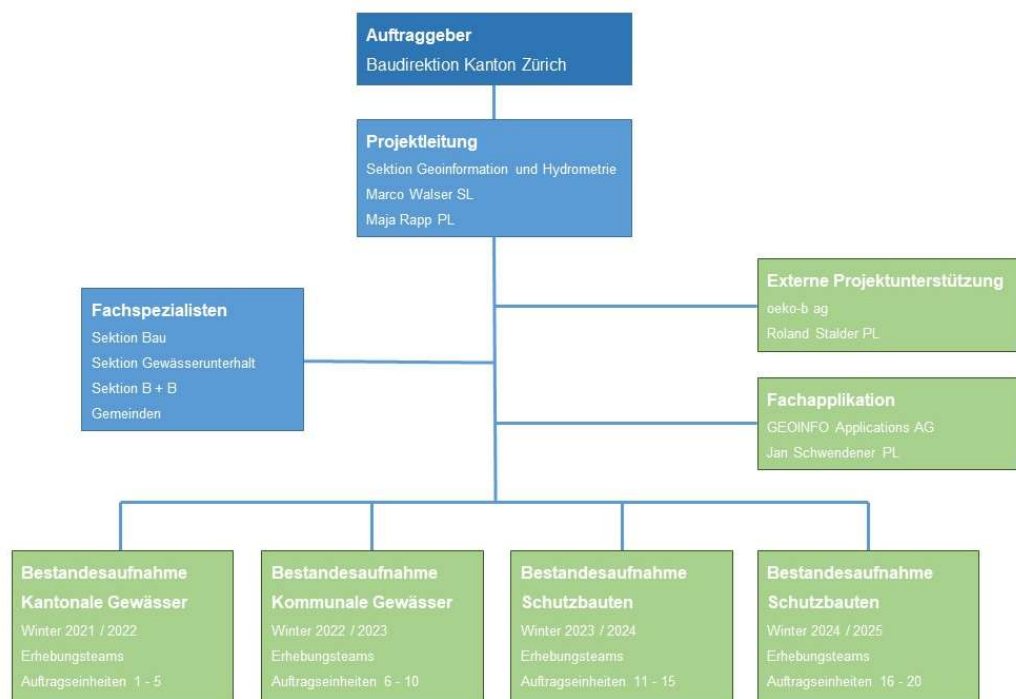 Auftraggeber
Baudirektion Kanton Zürich
Projektleitung
Sektion Geoinformation und Hydrometrie
Marco Walser SL
Maja Rapp PL
Externe Projektunterstützung
oeko-b ag
Roland Stalder PL
Fachspezialisten
Sektion Bau
Sektion Gewässerunterhalt
Sektion B + B
Gemeinden
Fachapplikation
GEOINFO Applications AG
Jan Schwendener PL
Bestandesaufnahme
Kantonale Gewässer
Winter 2021 / 2022
Erhebungsteams
Auftragseinheiten 1 - 5
Bestandesaufnahme
Kommunale Gewässer
Winter 2022 / 2023
Erhebungsteams
Auftragseinheiten 6 - 10
Bestandesaufnahme
Schutzbauten
Winter 2023 / 2024
Erhebungsteams
Auftragseinheiten 11 - 15
Bestandesaufnahme
Schutzbauten
Winter 2024 / 2025
Erhebungsteams
Auftragseinheiten 16 - 20